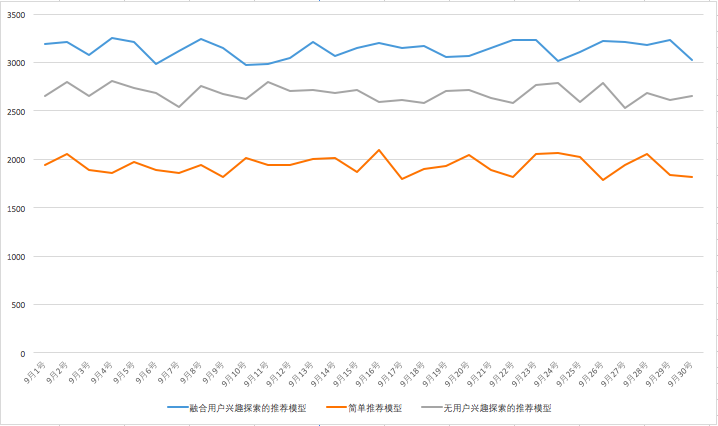 3500
3000
2500
2000
1500
1000
500
0
9月1号
9月2号
9月3号
9月4号
9月5号
9月6号
9月7号
9月8号
9月9号
9月10号
9月11号
9月12号
9月13号
9月14号
9月15号
9月16号
9月17号
9月18号
9月19号
9月20号
9月21号
9月22号
9月23号
9月24号
9月25号
9月26号
9月27号
9月28号
9月29号
9月30号
融合用户兴趣探素的推荐模型 简单推荐模型 无用户兴趣探素的推荐模型